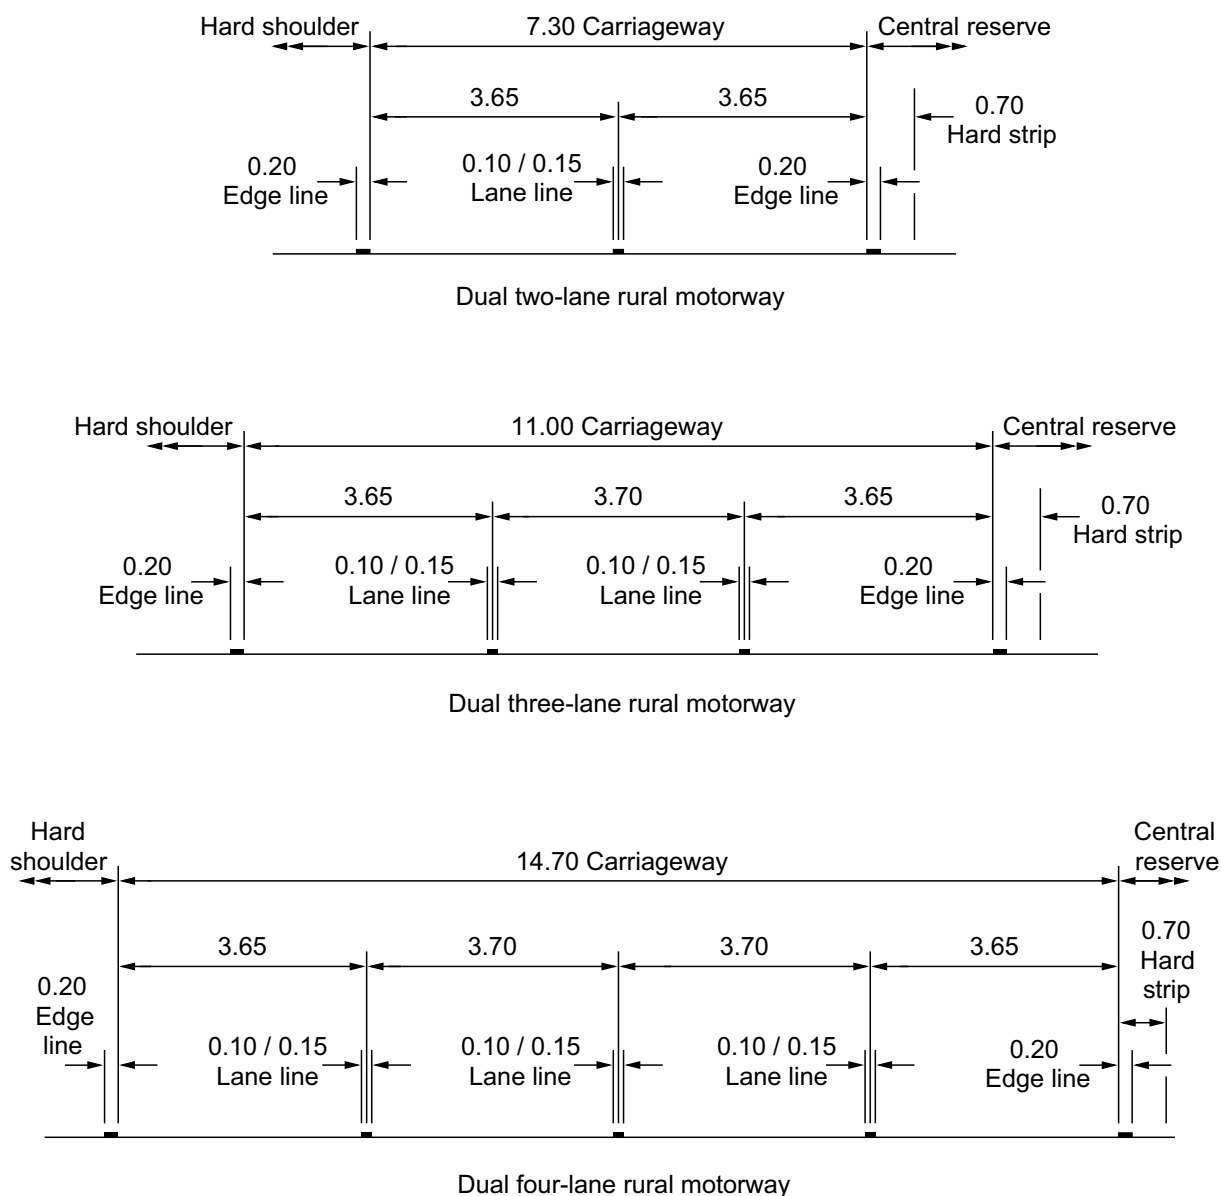 Hard shoulder
7.30 Carriageway
Central reserve
3.65
3.65
0.70
Hard strip
0.20
Edge line
0.10 / 0.15
Lane line
0.20
Edge line
Dual two-lane rural motorway
Hard shoulder
11.00 Carriageway
Central reserve
3.65
3.70
3.65
0.70
Hard strip
0.20
Edge line
0.10 / 0.15
Lane line
0.10 / 0.15
Lane line
0.20
Edge line
Dual three-lane rural motorway
Hard
shoulder
14.70 Carriageway
Central
reserve
3.65
3.70
3.70
3.65
0.70
Hard
strip
0.20
Edge
line
0.10 / 0.15
Lane line
0.10 / 0.15
Lane line
0.10 / 0.15
Lane line
0.20
Edge line
Dual four-lane rural motorway